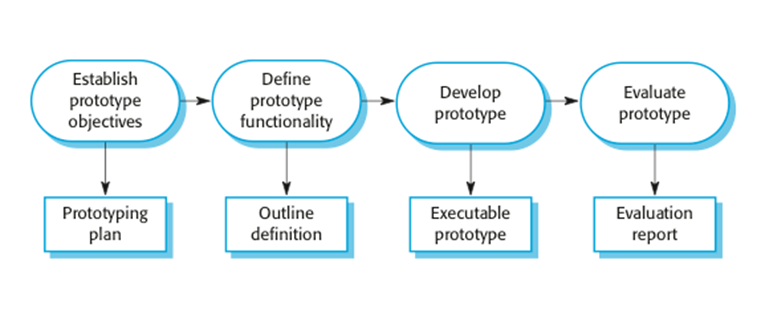 Establish
prototype
objectives
Define
prototype
functionality
Develop
prototype
Evaluate
prototype
Prototyping
plan
Outline
definition
Executable
prototype
Evaluation
report